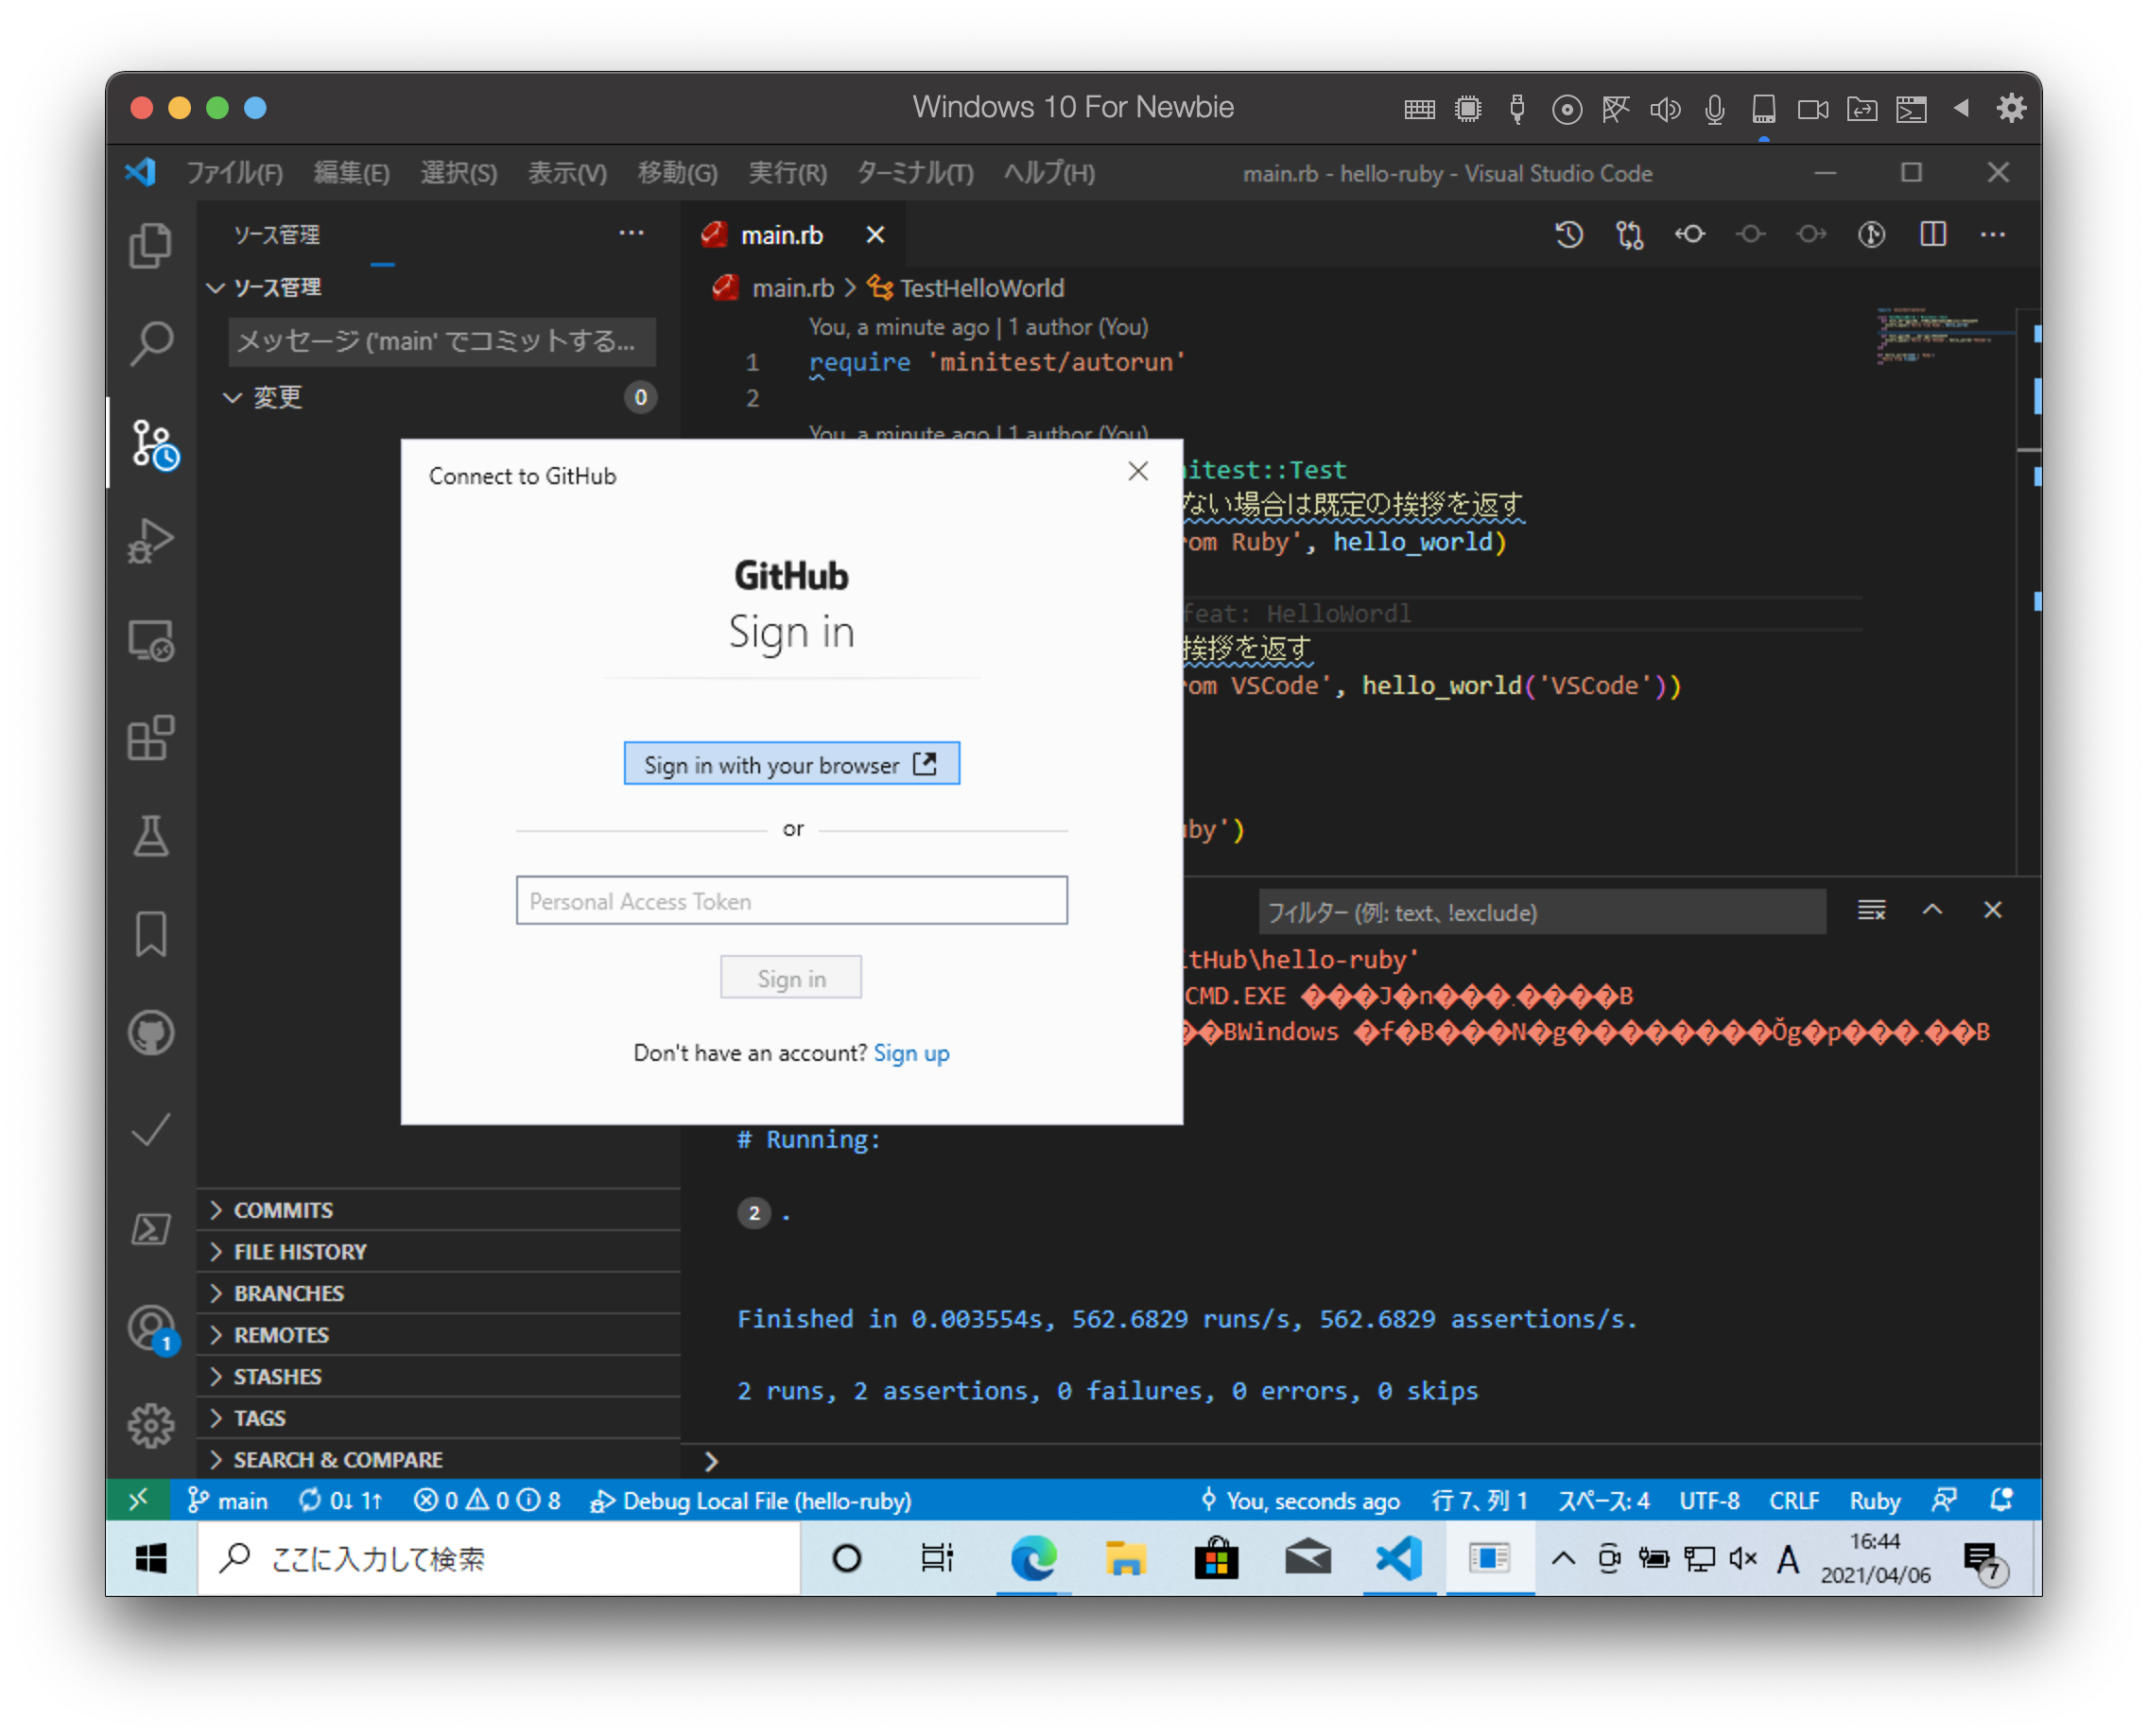 Windows 10 For Newbie
ファイル(F) 編集(E) 選択(S) 表示(V) 移動(G) 実行(R) ターミナル(T) ヘルプ(H)
main.rb - hello-ruby - Visual Studio Code
ソース管理
ソース管理
メッセージ ('main' でコミットする...
変更
0
main.rb
main.rb > TestHelloWorld
You, a minute ago | 1 author (You)
1 require 'minitest/autorun'
2
You, a minute ago | 1 author (You)
nitest::Test
ない場合は既定の挨拶を返す
rom Ruby', hello_world)
feat: HelloWordl
挨拶を返す
rom VSCode', hello_world('VSCode'))
uby')
Connect to GitHub
GitHub
Sign in
Sign in with your browser
or
Personal Access Token
Sign in
Don't have an account? Sign up
フィルター (例: text、!exclude)
itHub\hello-ruby'
CMD.EXE ���J�n���.����B
��BWindows �f�B���N�g��������Ŏg�p���.��B
# Running:
2 .
Finished in 0.003554s, 562.6829 runs/s, 562.6829 assertions/s.
2 runs, 2 assertions, 0 failures, 0 errors, 0 skips
COMMITS
FILE HISTORY
BRANCHES
REMOTES
STASHES
TAGS
SEARCH & COMPARE
1
main 0↓ 1↑ 0 0 8 Debug Local File (hello-ruby)
You, seconds ago 行 7、列 1 スペース: 4 UTF-8 CRLF Ruby
ここに入力して検索
A
16:44
2021/04/06
7